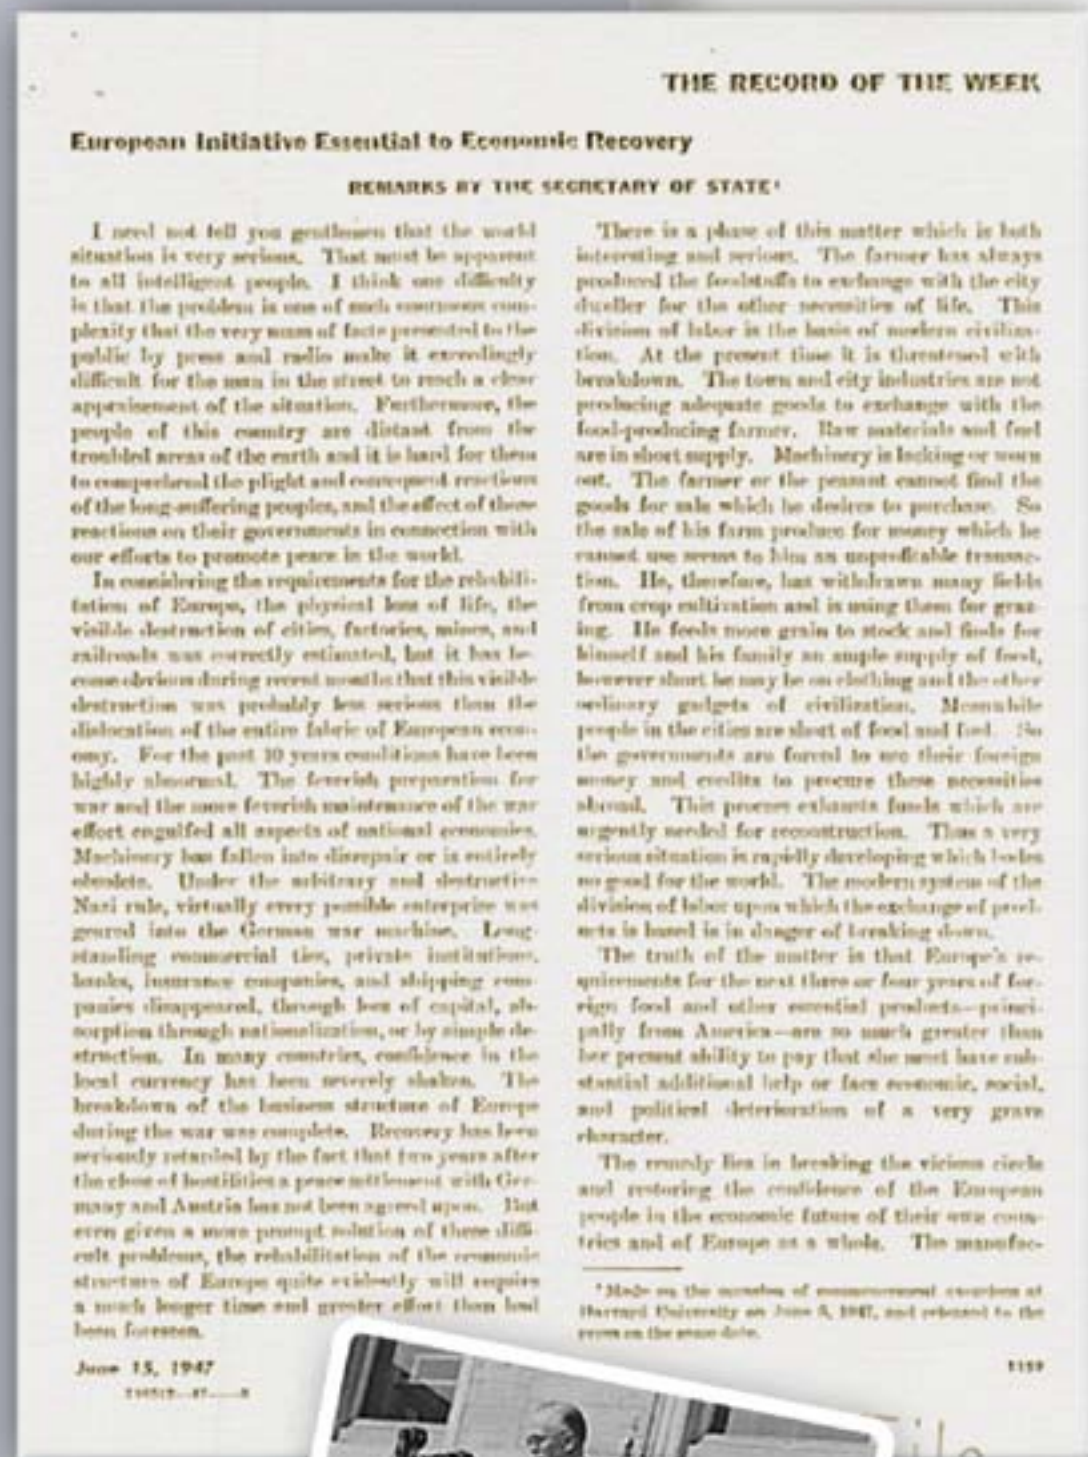 THE RECORD OF THE WEEK
European Initiative Essential to Economic Recovery
REMARKS BY THE SECRETARY OF STATE¹
I need not tell you gentlemen that the world
situation is very serious. That must be apparent
to all intelligent people. I think one difficulty
is that the problem is one of such enormous com-
plexity that the very mass of facts presented to the
public by press and radio make it exceedingly
difficult for the man in the street to reach a clear
appraisement of the situation. Furthermore, the
people of this country are distant from the
troubled areas of the earth and it is hard for them
to comprehend the plight and consequent reactions
of the long-suffering peoples, and the effect of those
reactions on their governments in connection with
our efforts to promote peace in the world.
In considering the requirements for the rehabili-
tation of Europe, the physical loss of life, the
visible destruction of cities, factories, mines, and
railroads was correctly estimated, but it has be-
come obvious during recent months that this visible
destruction was probably less serious than the
dislocation of the entire fabric of European econ-
omy. For the past 10 years conditions have been
highly abnormal. The feverish preparation for
war and the more feverish maintenance of the war
effort engulfed all aspects of national economies.
Machinery has fallen into disrepair or is entirely
obsolete. Under the arbitrary and destructive
Nazi rule, virtually every possible enterprise was
geared into the German war machine. Long-
standing commercial ties, private institutions,
banks, insurance companies, and shipping com-
panies disappeared, through loss of capital, ab-
sorption through nationalization, or by simple de-
struction. In many countries, confidence in the
local currency has been severely shaken. The
breakdown of the business structure of Europe
during the war was complete. Recovery has been
seriously retarded by the fact that two years after
the close of hostilities a peace settlement with Ger-
many and Austria has not been agreed upon. But
even given a more prompt solution of these diffi-
cult problems, the rehabilitation of the economic
structure of Europe quite evidently will require
a much longer time and greater effort than had
been foreseen.
There is a phase of this matter which is both
interesting and serious. The farmer has always
produced the foodstuffs to exchange with the city
dweller for the other necessities of life. This
division of labor is the basis of modern civiliza-
tion. At the present time it is threatened with
breakdown. The town and city industries are not
producing adequate goods to exchange with the
food-producing farmer. Raw materials and fuel
are in short supply. Machinery is lacking or worn
out. The farmer or the peasant cannot find the
goods for sale which he desires to purchase. So
the sale of his farm produce for money which he
cannot use seems to him an unprofitable transac-
tion. He, therefore, has withdrawn many fields
from crop cultivation and is using them for graz-
ing. He feeds more grain to stock and finds for
himself and his family an ample supply of food,
however short he may be on clothing and the other
ordinary gadgets of civilization. Meanwhile
people in the cities are short of food and fuel. So
the governments are forced to use their foreign
money and credits to procure these necessities
abroad. This process exhausts funds which are
urgently needed for reconstruction. Thus a very
serious situation is rapidly developing which bodes
no good for the world. The modern system of the
division of labor upon which the exchange of prod-
ucts is based is in danger of breaking down.
The truth of the matter is that Europe's re-
quirements for the next three or four years of for-
eign food and other essential products—princi-
pally from America—are so much greater than
her present ability to pay that she must have sub-
stantial additional help or face economic, social,
and political deterioration of a very grave
character.
The remedy lies in breaking the vicious circle
and restoring the confidence of the European
people in the economic future of their own coun-
tries and of Europe as a whole. The manufac-
¹ Made on the occasion of commencement exercises at
Harvard University on June 5, 1947, and released to the
press on the same date.
June 15, 1947
1159